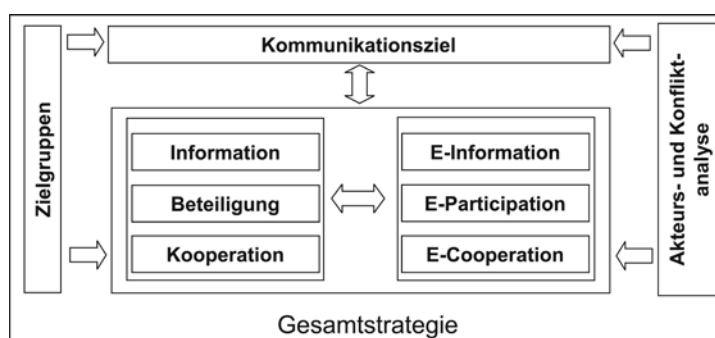 Kommunikationsziel
Zielgruppen
Information
Beteiligung
Kooperation
E-Information
E-Participation
E-Cooperation
Akteurs- und Konflikt-
analyse
Gesamtstrategie